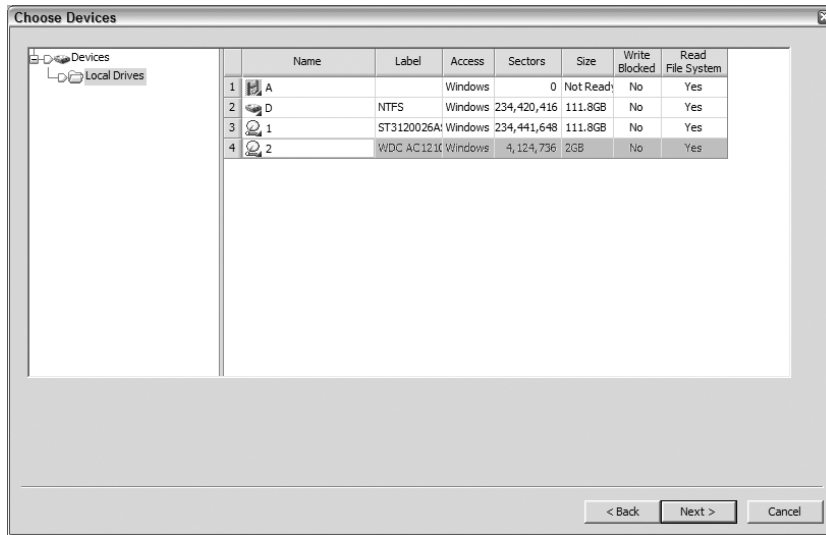 Choose Devices
Devices
Local Drives
Name Label Access Sectors Size Write Blocked Read File System
1 A Windows 0 Not Ready No Yes
2 D NTFS Windows 234,420,416 111.8GB No Yes
3 1 ST3120026A Windows 234,441,648 111.8GB No Yes
4 2 WDC AC121 Windows 4,124,736 2GB No Yes
< Back Next > Cancel